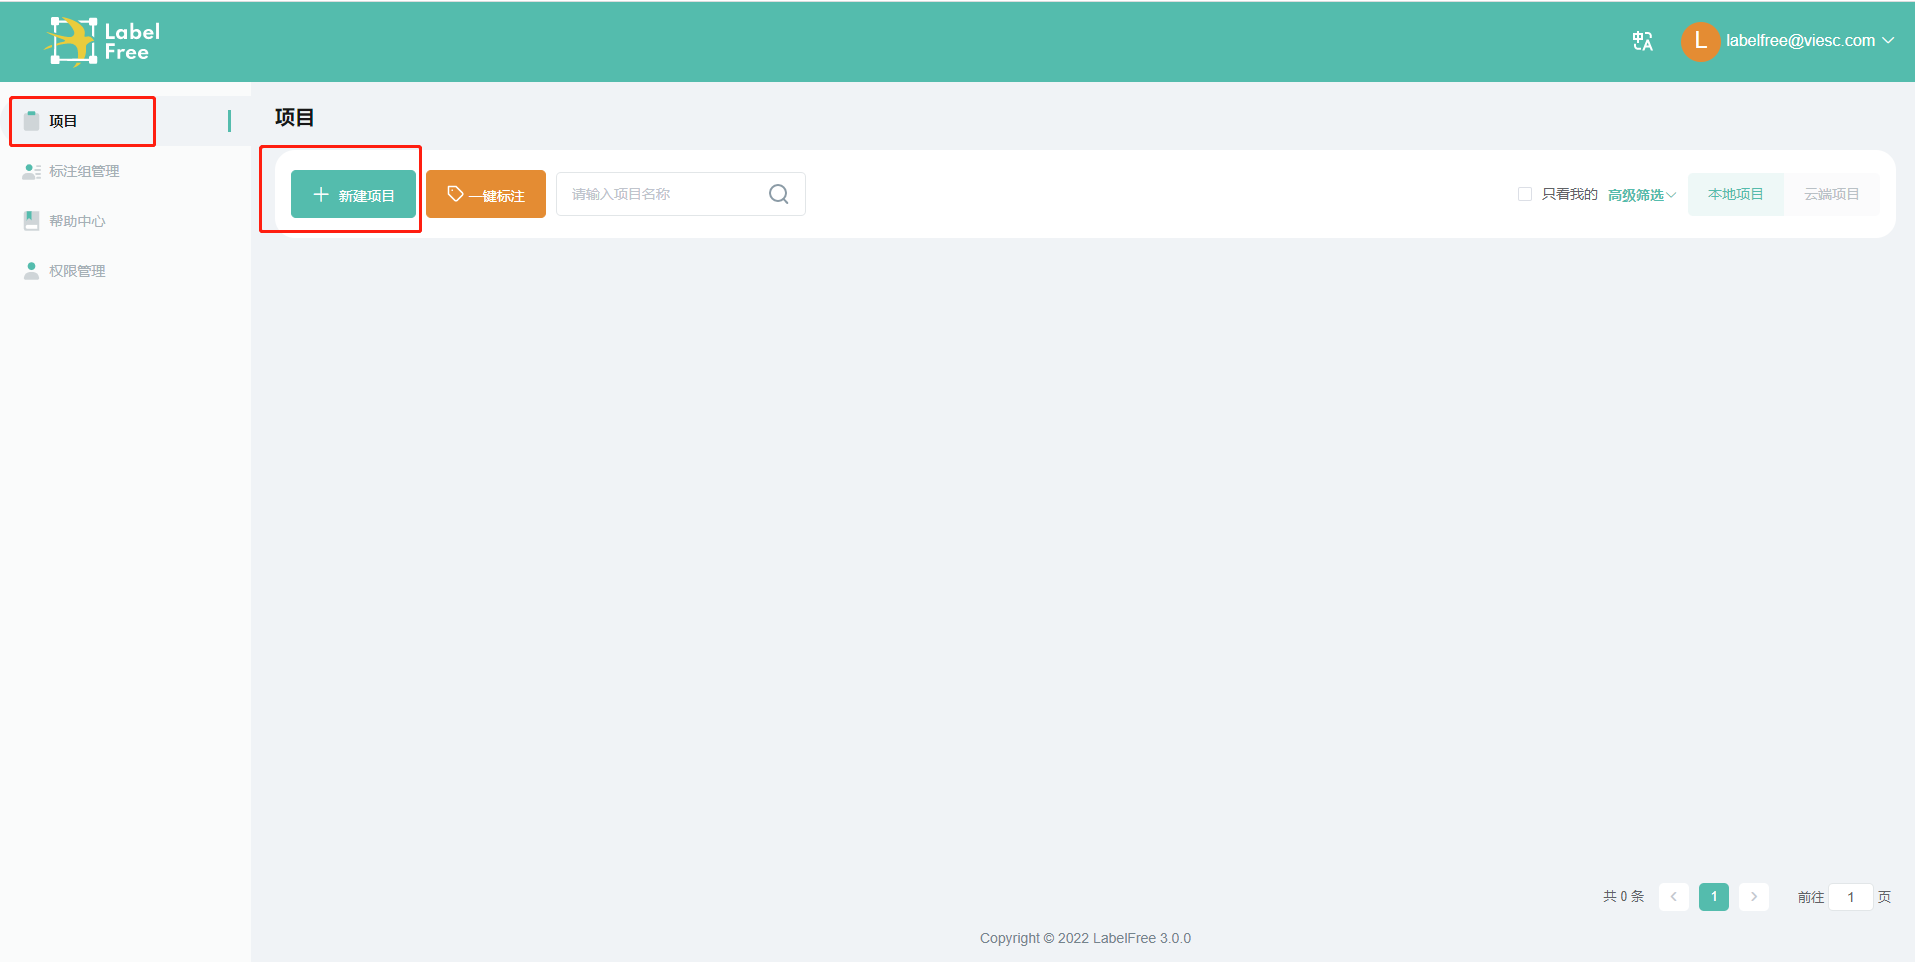 Label
Free
中A
L labelfree@viesc.com
项目
标注组管理
帮助中心
权限管理
项目
新建项目 一键标注 请输入项目名称 只看我的 高级筛选 本地项目 云端项目
共 0 条 1 前往 1 页
Copyright © 2022 LabelFree 3.0.0